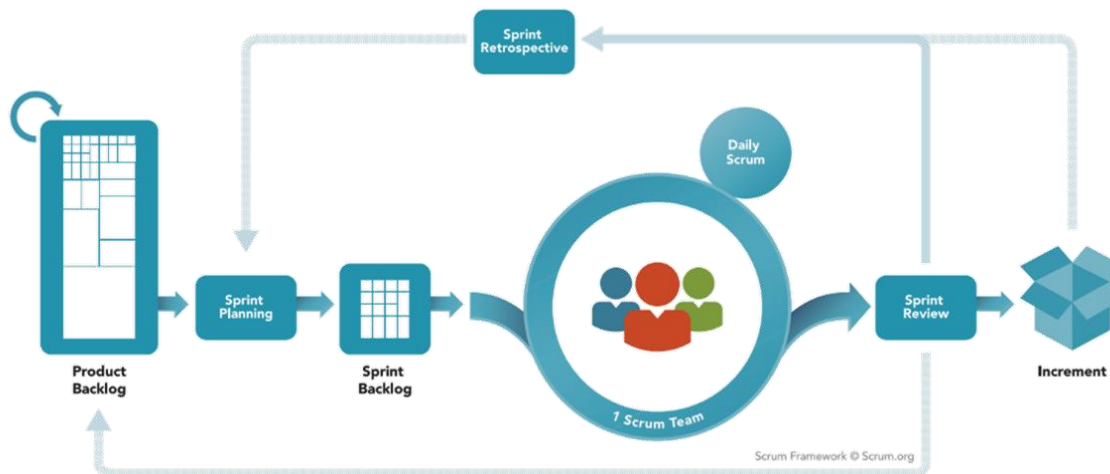 Sprint
Retrospective
Daily
Scrum
Sprint
Planning
Sprint
Review
Product
Backlog
Sprint
Backlog
Increment
1 Scrum Team
Scrum Framework © Scrum.org